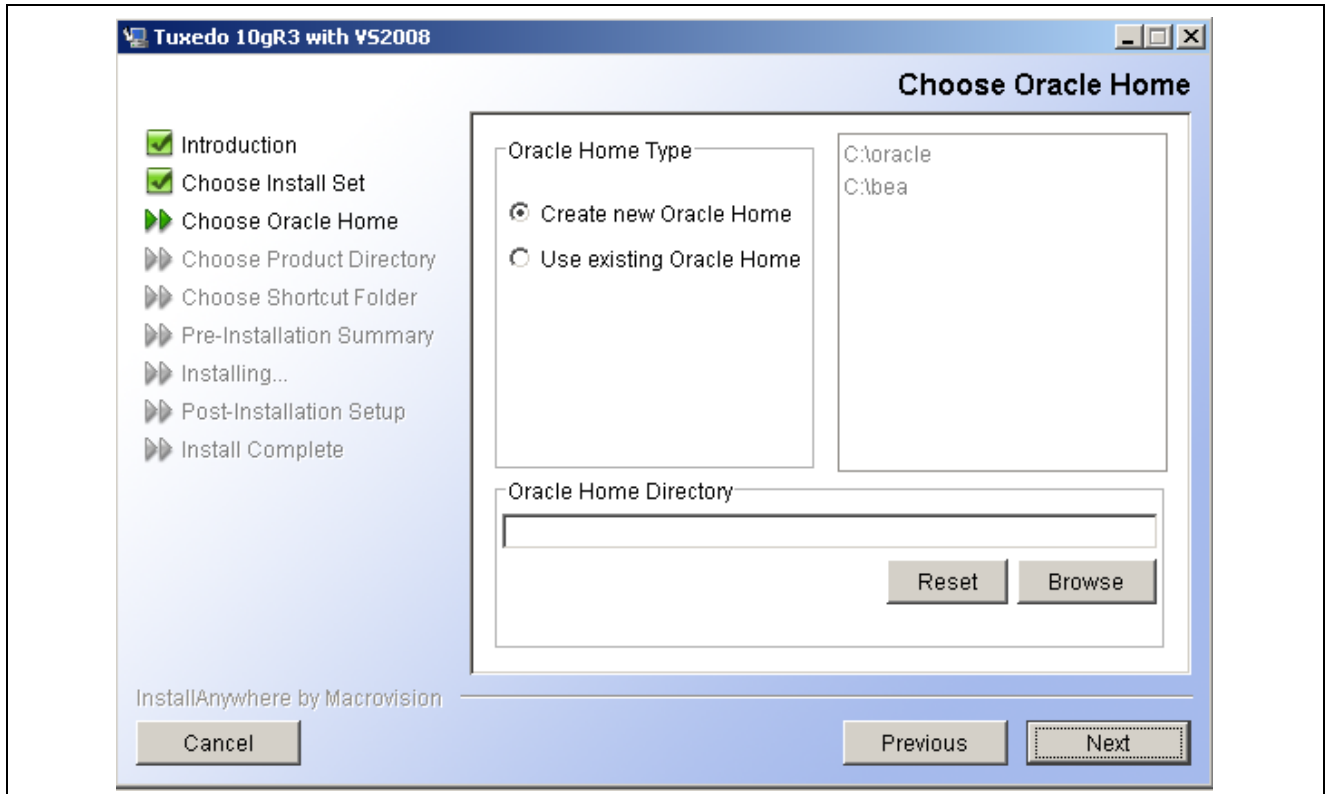 Tuxedo 10gR3 with VS2008
Choose Oracle Home
Introduction
Choose Install Set
Choose Oracle Home
Choose Product Directory
Choose Shortcut Folder
Pre-Installation Summary
Installing...
Post-Installation Setup
Install Complete
Oracle Home Type
Create new Oracle Home
Use existing Oracle Home
C:\oracle
C:\bea
Oracle Home Directory
Reset
Browse
InstallAnywhere by Macrovision
Cancel
Previous
Next